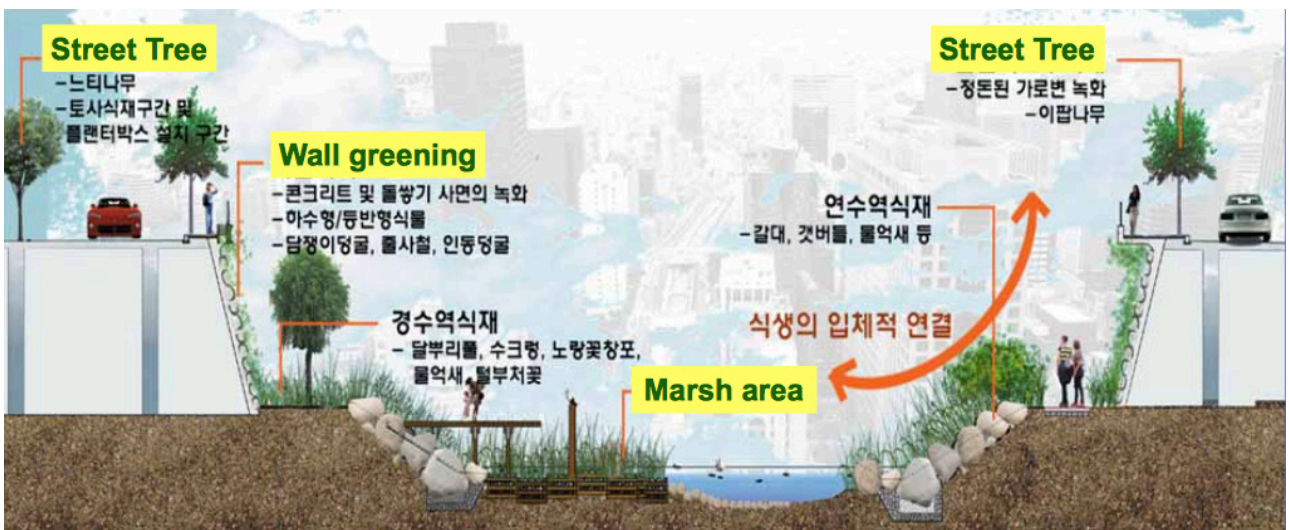 Street Tree
-느티나무
-토사식재구간 및
플랜터박스 설치 구간
Wall greening
-콘크리트 및 돌쌓기 사면의 녹화
-하수형/등반형식물
-담쟁이덩굴, 줄사철, 인동덩굴
경수역식재
- 달뿌리풀, 수크렁, 노랑꽃창포,
물억새, 털부처꽃
Marsh area
식생의 입체적 연결
연수역식재
-갈대, 갯버들, 물억새 등
Street Tree
-정돈된 가로변 녹화
-이팝나무